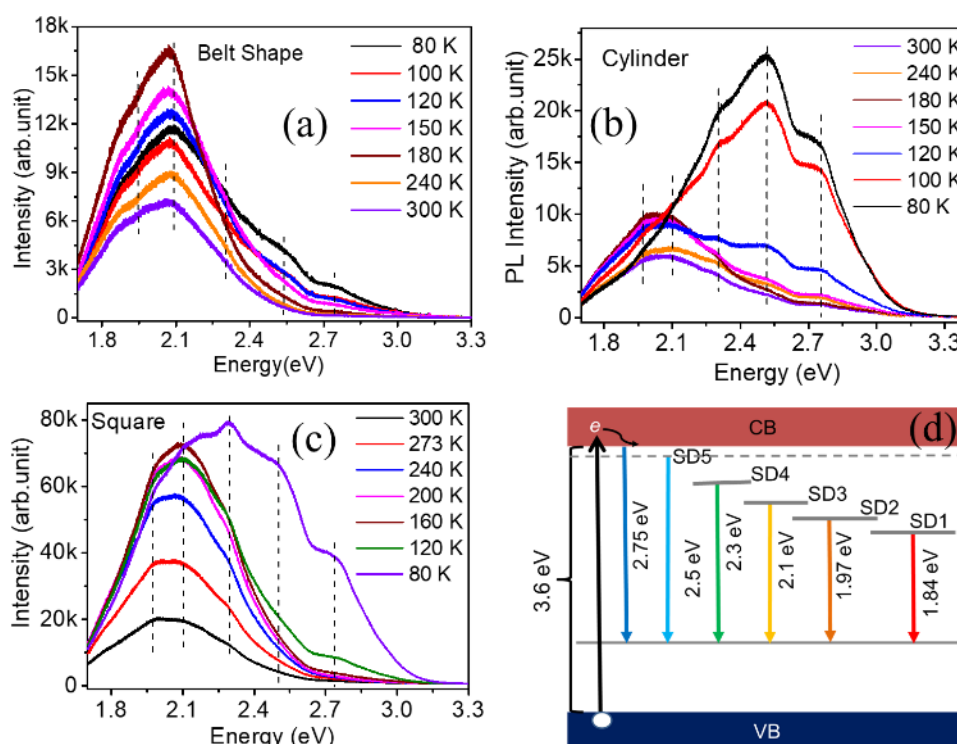 18k
15k
12k
9k
6k
3k
0
Intensity (arb.unit)
Belt Shape
(a)
80 K
100 K
120 K
150 K
180 K
240 K
300 K
1.8 2.1 2.4 2.7 3.0 3.3
Energy(eV)
25k
20k
15k
10k
5k
0
PL Intensity (arb.unit)
Cylinder
(b)
300 K
240 K
180 K
150 K
120 K
100 K
80 K
1.8 2.1 2.4 2.7 3.0 3.3
Energy (eV)
80k
60k
40k
20k
0k
Intensity (arb.unit)
Square
(c)
300 K
273 K
240 K
200 K
160 K
120 K
80 K
1.8 2.1 2.4 2.7 3.0 3.3
Energy (eV)
(d)
e
CB
SD5
SD4
SD3
SD2
SD1
3.6 eV
2.75 eV
2.5 eV
2.3 eV
2.1 eV
1.97 eV
1.84 eV
VB